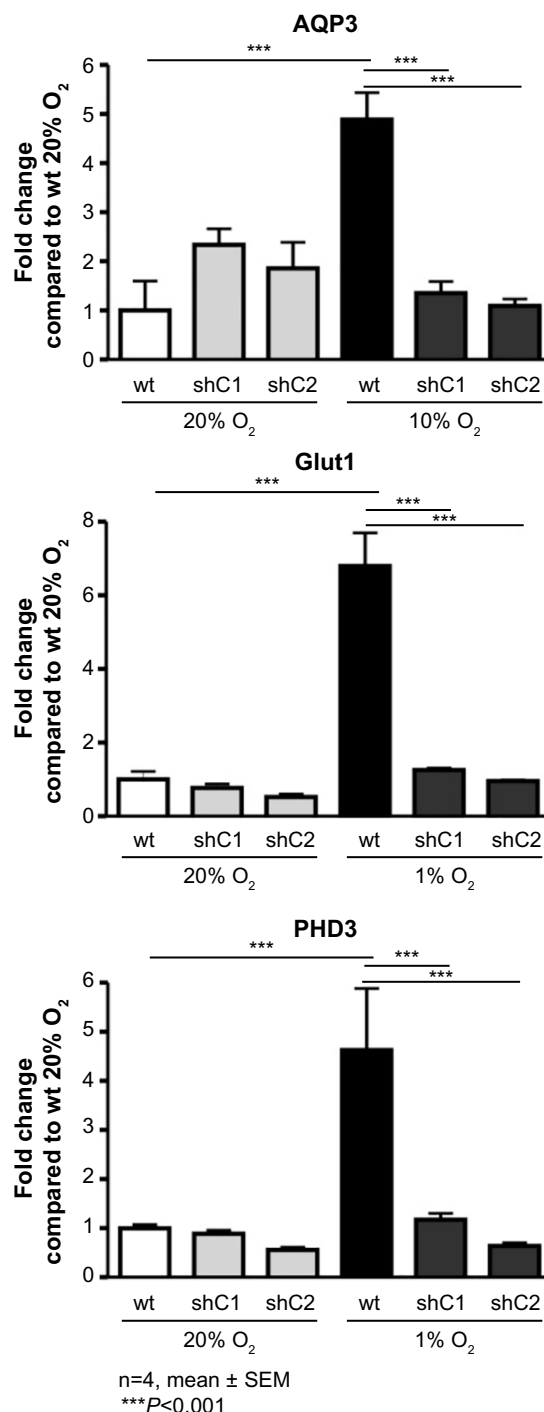 AQP3
***
***
***
Fold change
compared to wt 20% O₂
6
5
4
3
2
1
0
wt shC1 shC2 wt shC1 shC2
20% O₂ 10% O₂
Glut1
***
***
***
Fold change
compared to wt 20% O₂
8
6
4
2
0
wt shC1 shC2 wt shC1 shC2
20% O₂ 1% O₂
PHD3
***
***
***
Fold change
compared to wt 20% O₂
6
5
4
3
2
1
0
wt shC1 shC2 wt shC1 shC2
20% O₂ 1% O₂
n=4, mean ± SEM
***P<0.001